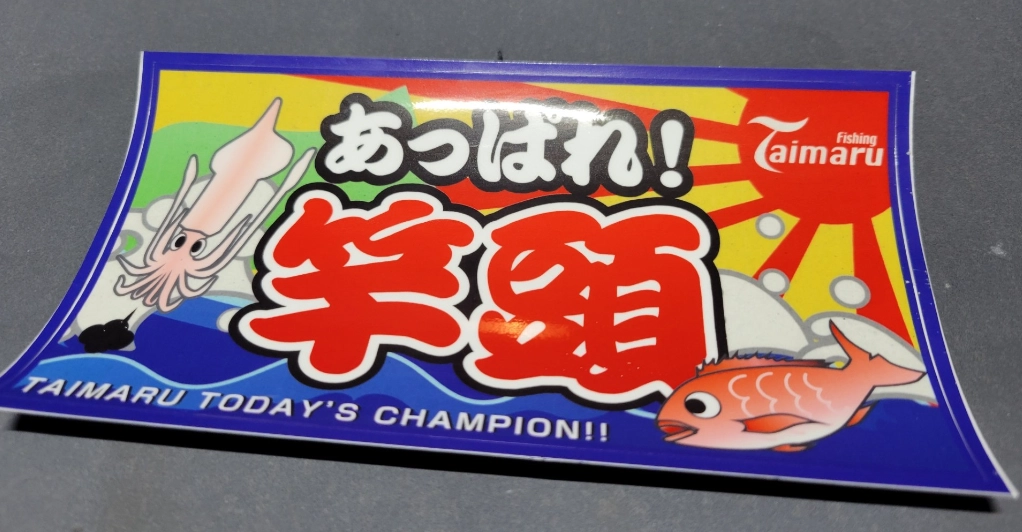 あっぱれ!
Fishing
Taimaru
竿頭
TAIMARU TODAY'S CHAMPION!!